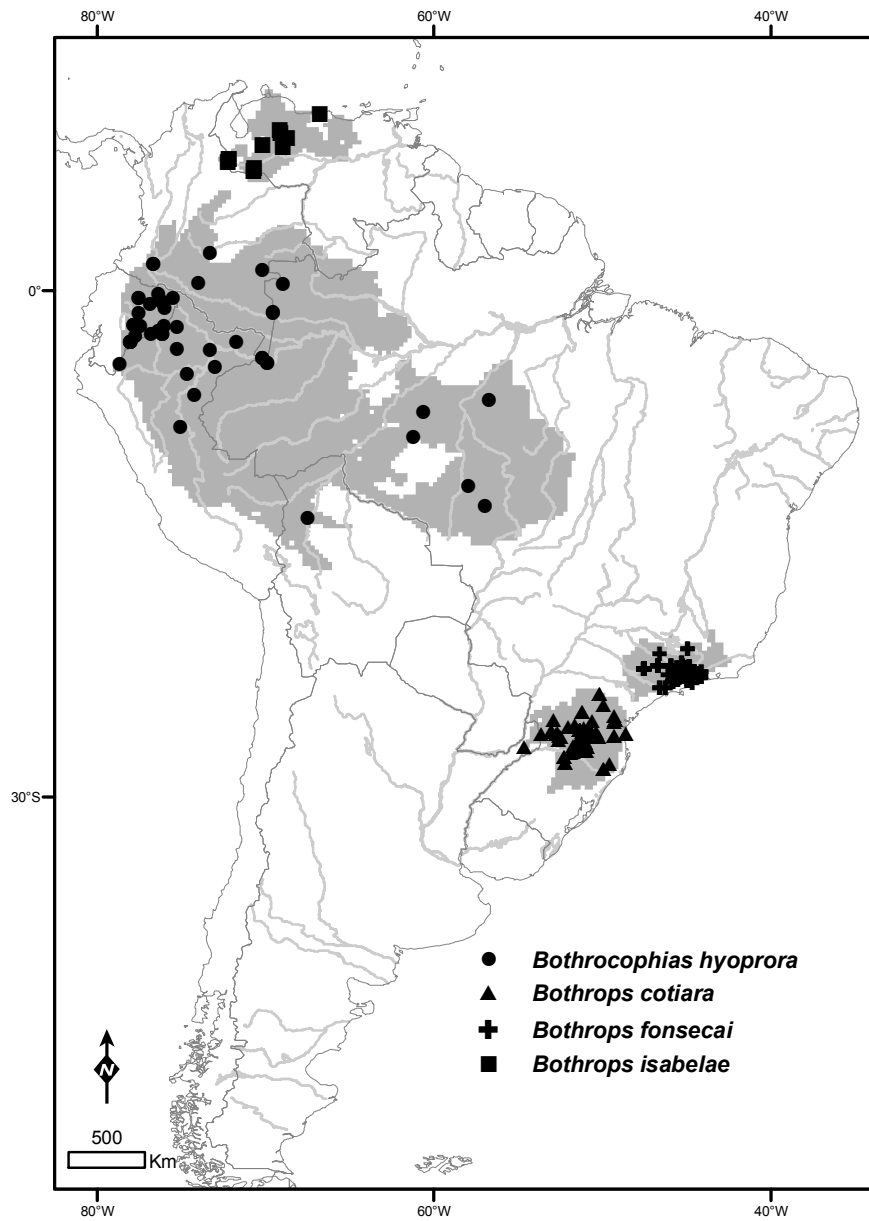 80°W 60°W 40°W
0°
30°S
Bothrocophias hyoprora
Bothrops cotiara
Bothrops fonsecai
Bothrops isabelae
N
500
Km
80°W 60°W 40°W